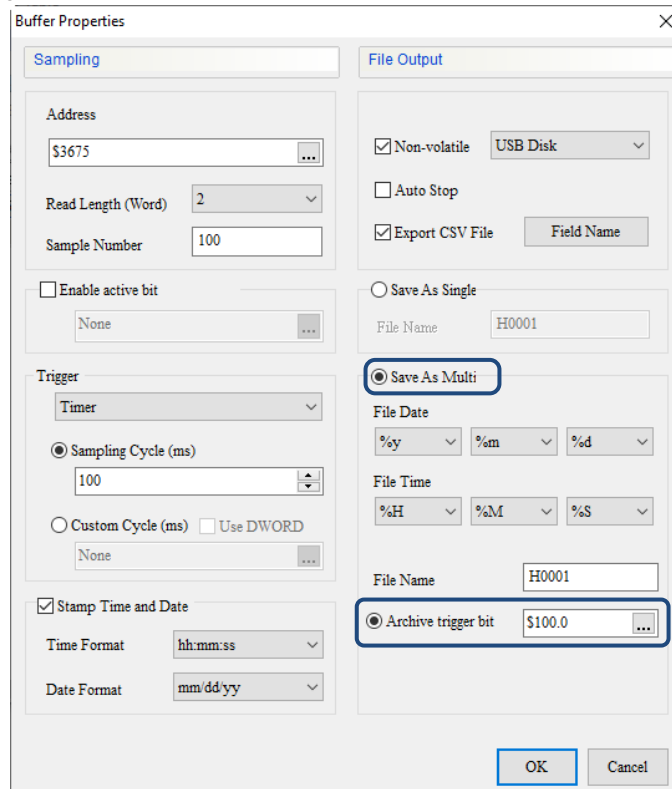 Buffer Properties
Sampling
Address
$3675
...
Read Length (Word)
2
Sample Number
100
Enable active bit
None
...
Trigger
Timer
Sampling Cycle (ms)
100
Custom Cycle (ms)
Use DWORD
None
...
Stamp Time and Date
Time Format
hh:mm:ss
Date Format
mm/dd/yy
File Output
Non-volatile
USB Disk
Auto Stop
Export CSV File
Field Name
Save As Single
File Name
H0001
Save As Multi
File Date
%y
%m
%d
File Time
%H
%M
%S
File Name
H0001
Archive trigger bit
$100.0
...
OK
Cancel